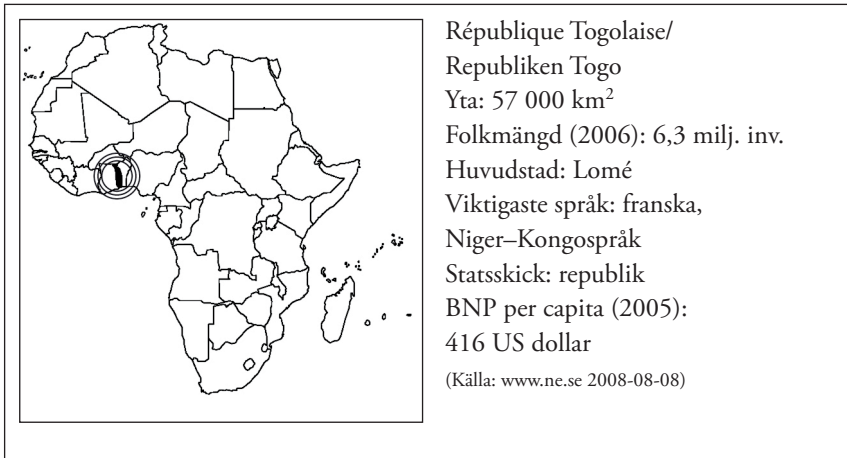 République Togolaise/
Republiken Togo
Yta: 57 000 km²
Folkmängd (2006): 6,3 milj. inv.
Huvudstad: Lomé
Viktigaste språk: franska,
Niger–Kongospråk
Statsskick: republik
BNP per capita (2005):
416 US dollar
(Källa: www.ne.se 2008-08-08)